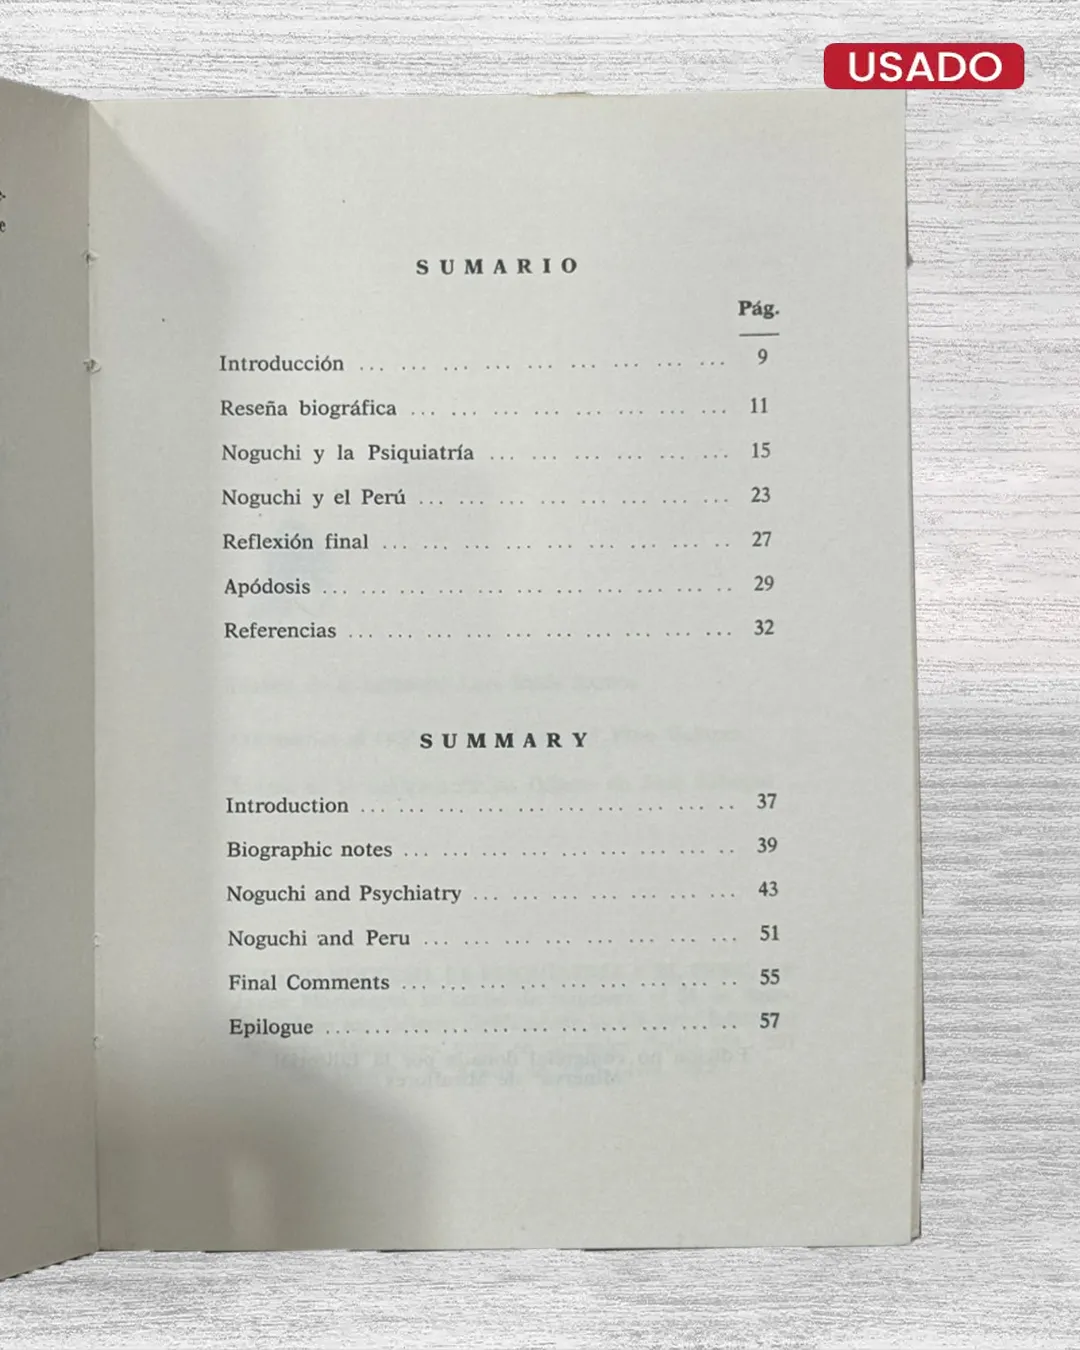 USADO
SUMARIO
Pág.
Introducción ... ... ... ... ... ... ... ... ... 9
Reseña biográfica ... ... ... ... ... ... ... ... 11
Noguchi y la Psiquiatría ... ... ... ... ... ... 15
Noguchi y el Perú ... ... ... ... ... ... ... ... 23
Reflexión final ... ... ... ... ... ... ... ... .. 27
Apódosis ... ... ... ... ... ... ... ... ... ... .. 29
Referencias ... ... ... ... ... ... ... ... ... ... 32
SUMMARY
Introduction ... ... ... ... ... ... ... ... ... .. 37
Biographic notes ... ... ... ... ... ... ... ... .. 39
Noguchi and Psychiatry ... ... ... ... ... ... ... 43
Noguchi and Peru ... ... ... ... ... ... ... ... 51
Final Comments ... ... ... ... ... ... ... ... .. 55
Epilogue ... ... ... ... ... ... ... ... ... ... .. 57